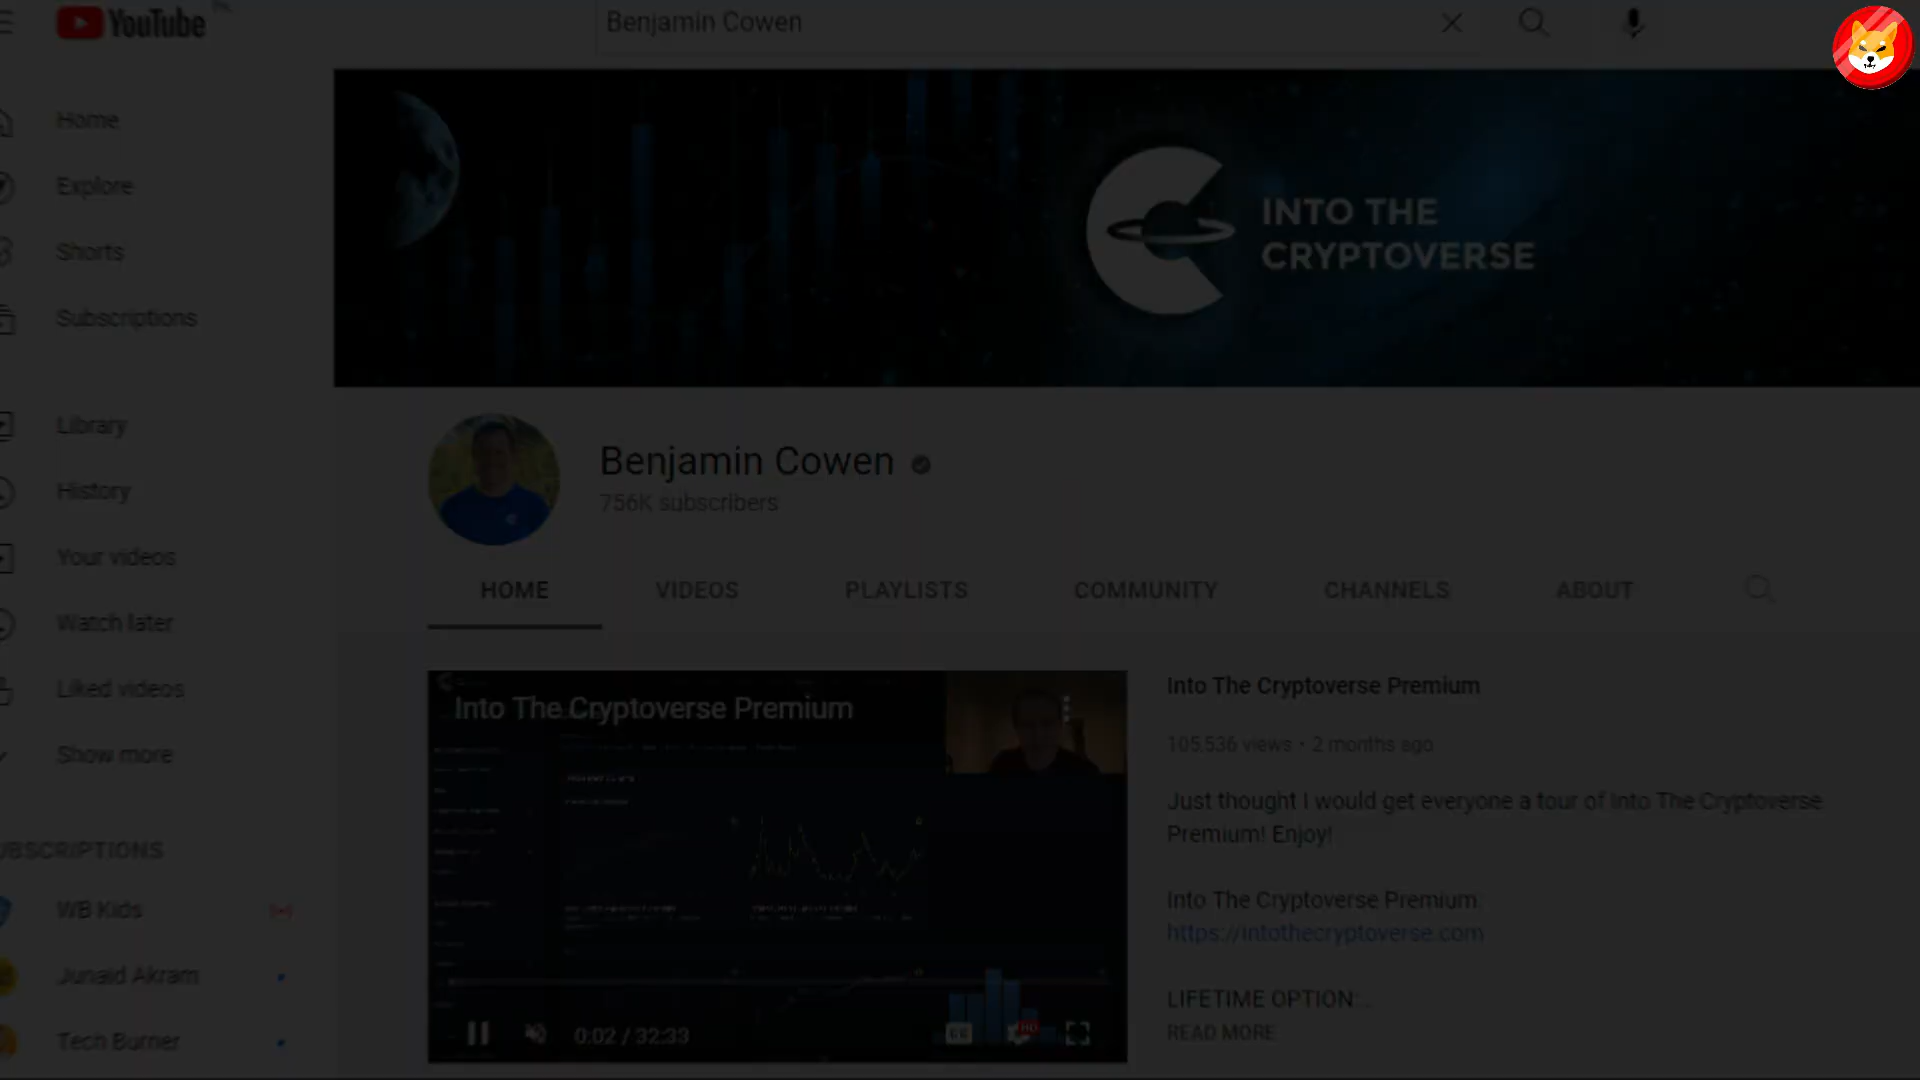 YouTube
Benjamin Cowen
Home
Explore
Shorts
Subscriptions
Library
History
Your videos
Watch later
Liked videos
Show more
UBSCRIPTIONS
WB Kids
Junaid Akram
Tech Burner
INTO THE
CRYPTOVERSE
Benjamin Cowen
756K subscribers
HOME VIDEOS PLAYLISTS COMMUNITY CHANNELS ABOUT
Into The Cryptoverse Premium
0:02 / 32:33
HD
Into The Cryptoverse Premium
105,536 views • 2 months ago
Just thought I would get everyone a tour of Into The Cryptoverse
Premium! Enjoy!
Into The Cryptoverse Premium:
https://intothecryptoverse.com
LIFETIME OPTION:...
READ MORE